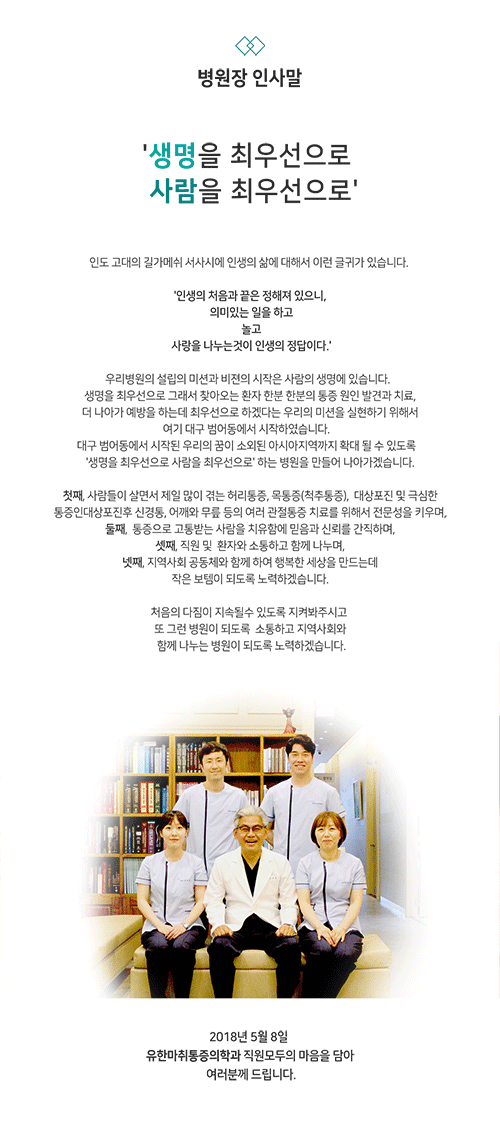 병원장 인사말
'생명을 최우선으로
사람을 최우선으로'
인도 고대의 길가메쉬 서사시에 인생의 삶에 대해서 이런 글귀가 있습니다.
'인생의 처음과 끝은 정해져 있으니,
의미있는 일을 하고
놀고
사랑을 나누는것이 인생의 정답이다.'
우리병원의 설립의 미션과 비젼의 시작은 사람의 생명에 있습니다.
생명을 최우선으로 그래서 찾아오는 환자 한분 한분의 통증 원인 발견과 치료,
더 나아가 예방을 하는데 최우선으로 하겠다는 우리의 미션을 실현하기 위해서
여기 대구 범어동에서 시작하였습니다.
대구 범어동에서 시작된 우리의 꿈이 소외된 아시아지역까지 확대 될 수 있도록
'생명을 최우선으로 사람을 최우선으로' 하는 병원을 만들어 나아가겠습니다.
첫째, 사람들이 살면서 제일 많이 겪는 허리통증, 목통증(척추통증), 대상포진 및 극심한
통증인대상포진후 신경통, 어깨와 무릎 등의 여러 관절통증 치료를 위해서 전문성을 키우며,
둘째, 통증으로 고통받는 사람을 치유함에 믿음과 신뢰를 간직하며,
셋째, 직원 및 환자와 소통하고 함께 나누며,
넷째, 지역사회 공동체와 함께 하여 행복한 세상을 만드는데
작은 보템이 되도록 노력하겠습니다.
처음의 다짐이 지속될수 있도록 지켜봐주시고
또 그런 병원이 되도록 소통하고 지역사회와
함께 나누는 병원이 되도록 노력하겠습니다.
2018년 5월 8일
유한마취통증의학과 직원모두의 마음을 담아
여러분께 드립니다.